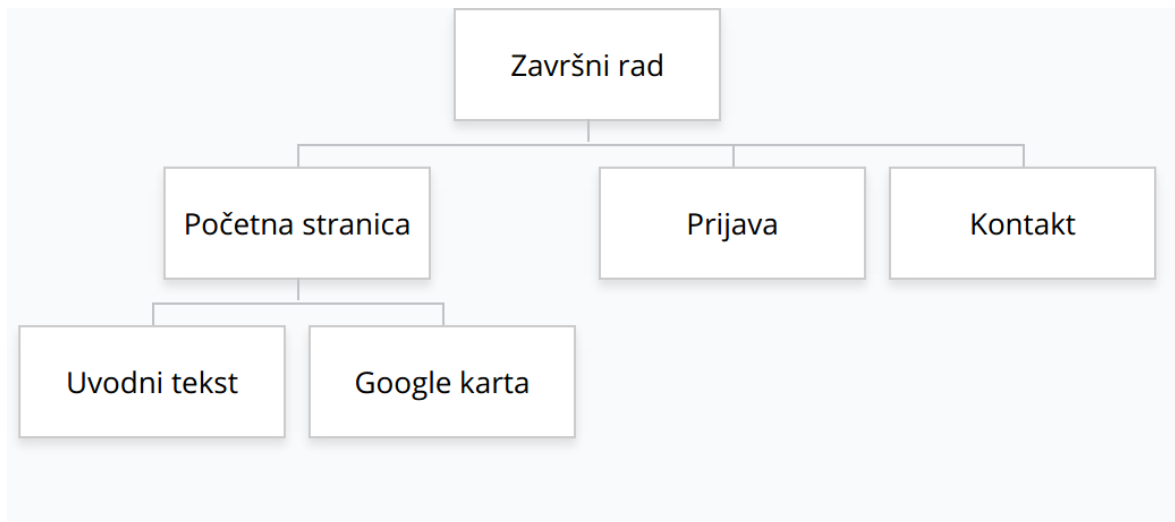 Završni rad
Početna stranica
Prijava
Kontakt
Uvodni tekst
Google karta